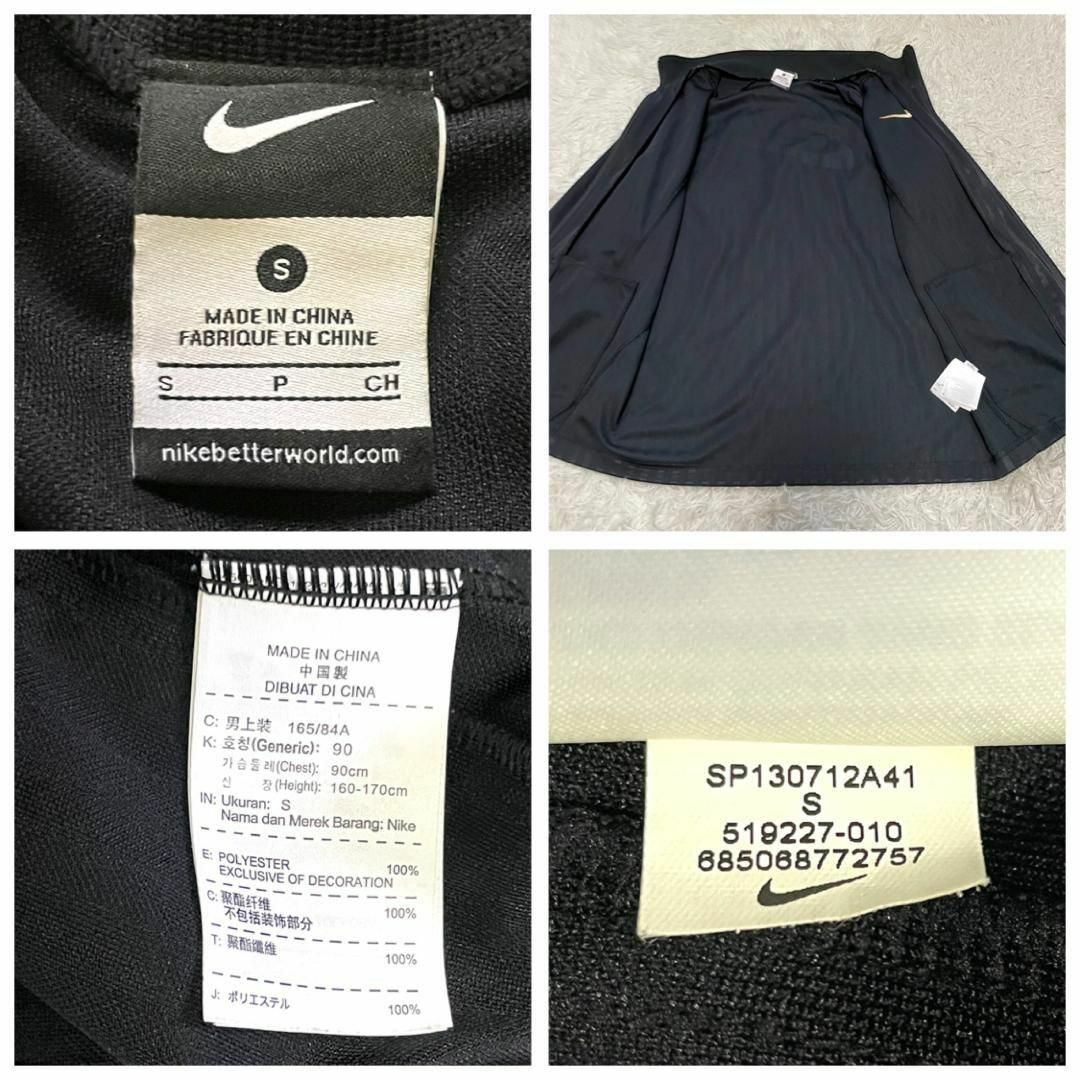 S
MADE IN CHINA
FABRIQUE EN CHINE
S P CH
nikebetterworld.com
MADE IN CHINA
中国製
DIBUAT DI CINA
C: 男上装 165/84A
K: 호칭(Generic): 90
가슴둘레(Chest): 90cm
신 장(Height): 160-170cm
IN: Ukuran: S
Nama dan Merek Barang: Nike
E: POLYESTER 100%
EXCLUSIVE OF DECORATION
C: 聚酯纤维 100%
不包括装饰部分
T: 聚酯纖維 100%
J: ポリエステル 100%
SP130712A41
S
519227-010
685068772757